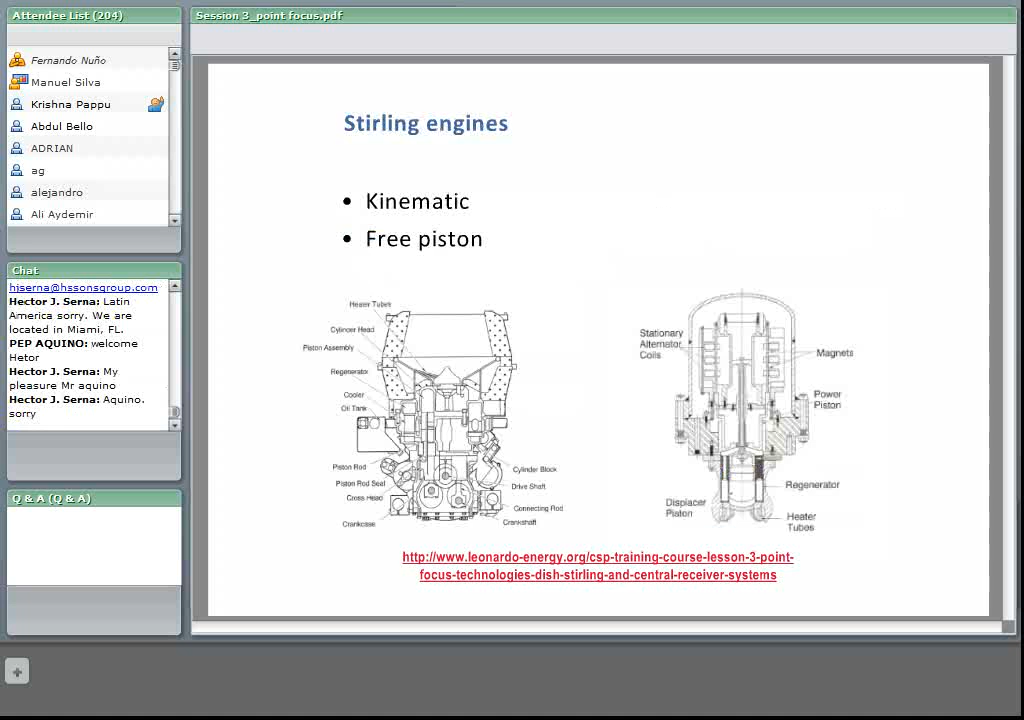 Attendee List (204)
Fernando Nuño
Manuel Silva
Krishna Pappu
Abdul Bello
ADRIAN
ag
alejandro
Ali Aydemir
Chat
hjserna@hssonsgroup.com
Hector J. Serna: Latin
America sorry. We are
located in Miami, FL.
PEP AQUINO: welcome
Hetor
Hector J. Serna: My
pleasure Mr aquino
Hector J. Serna: Aquino.
sorry
Q & A (Q & A)
Session 3_point focus.pdf
Stirling engines
• Kinematic
• Free piston
Heater Tubes
Cylinder Head
Piston Assembly
Regenerator
Cooler
Oil Tank
Piston Rod
Piston Rod Seal
Cross Head
Crankcase
Cylinder Block
Drive Shaft
Connecting Rod
Crankshaft
Stationary
Alternator
Coils
Magnets
Power
Piston
Regenerator
Displacer
Piston
Heater
Tubes
http://www.leonardo-energy.org/csp-training-course-lesson-3-point-
focus-technologies-dish-stirling-and-central-receiver-systems